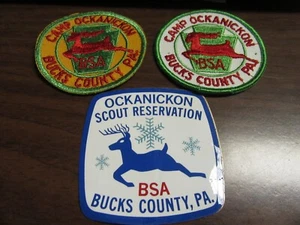 CAMP OCKANICKON
BSA
BUCKS COUNTY PA.
CAMP OCKANICKON
BSA
BUCKS COUNTY PA.
OCKANICKON
SCOUT RESERVATION
BSA
BUCKS COUNTY, PA.